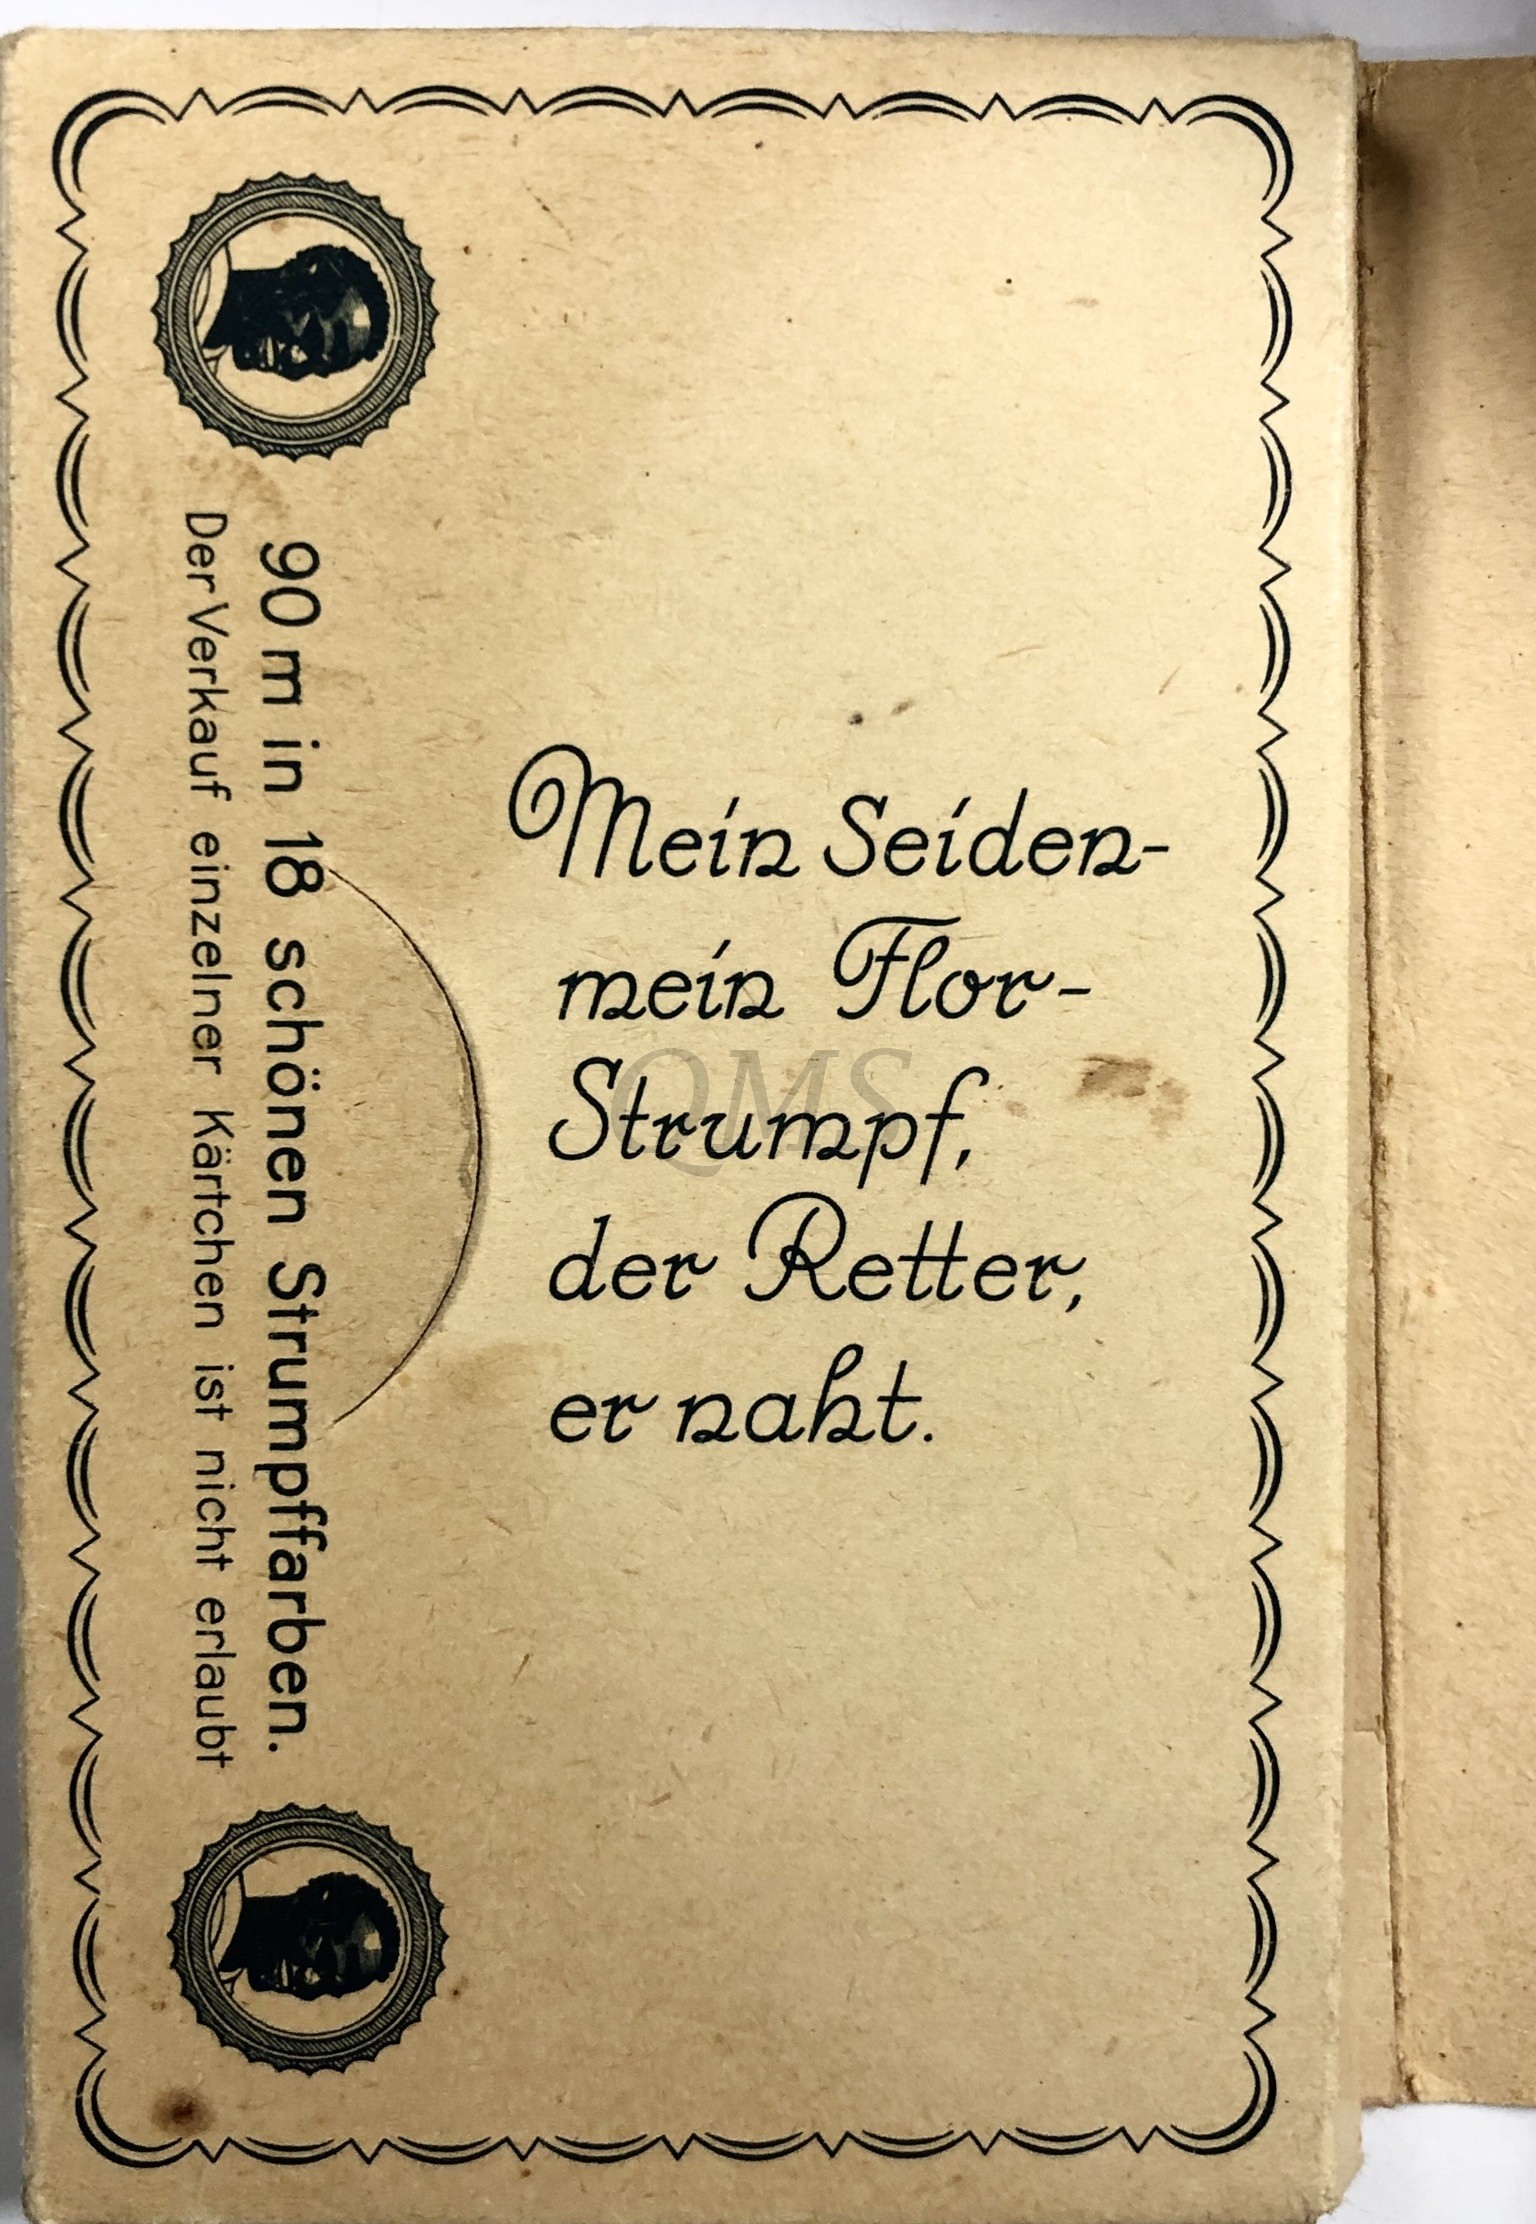 Mein Seiden-
mein Flor-
Strumpf,
der Retter,
er naht.
90 m in 18 schönen Strumpffarben.
Der Verkauf einzelner Kärtchen ist nicht erlaubt
QMS